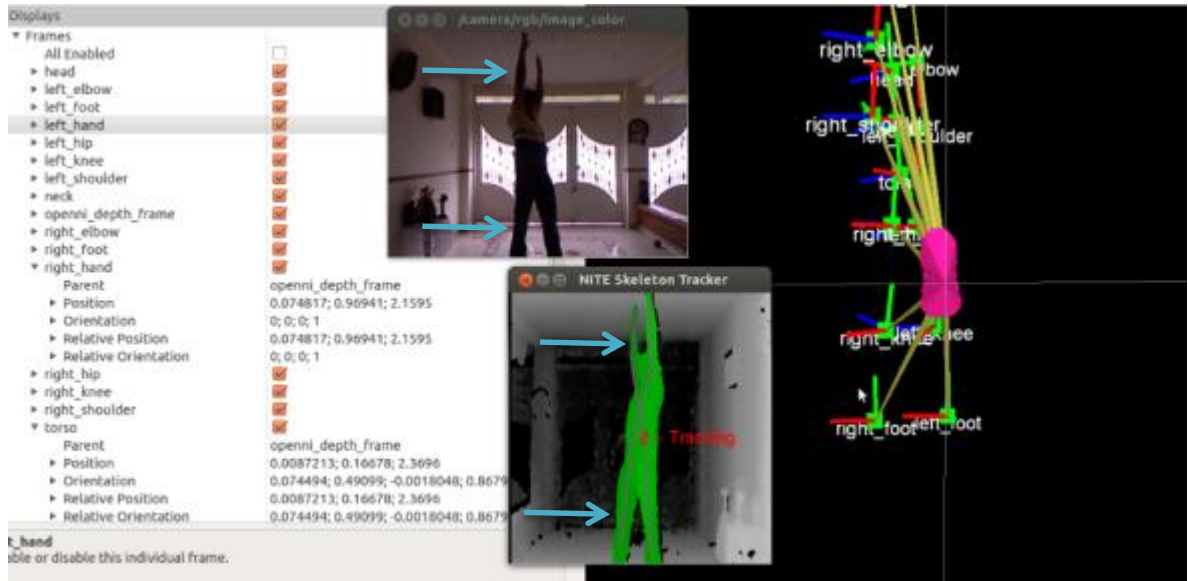 Displays
Frames
All Enabled
head
left_elbow
left_foot
left_hand
left_hip
left_knee
left_shoulder
neck
openni_depth_frame
right_elbow
right_foot
right_hand
Parent openni_depth_frame
Position 0.074817; 0.96941; 2.1595
Orientation 0; 0; 0; 1
Relative Position 0.074817; 0.96941; 2.1595
Relative Orientation 0; 0; 0; 1
right_hip
right_knee
right_shoulder
torso
Parent openni_depth_frame
Position 0.0087213; 0.16678; 2.3696
Orientation 0.074494; 0.49099; -0.0018048; 0.8679
Relative Position 0.0087213; 0.16678; 2.3696
Relative Orientation 0.074494; 0.49099; -0.0018048; 0.8679
t_hand
able or disable this individual frame.
/camera/rgb/image_color
NITE Skeleton Tracker
- Tracking
right_elbow
head
right_foot
left_foot